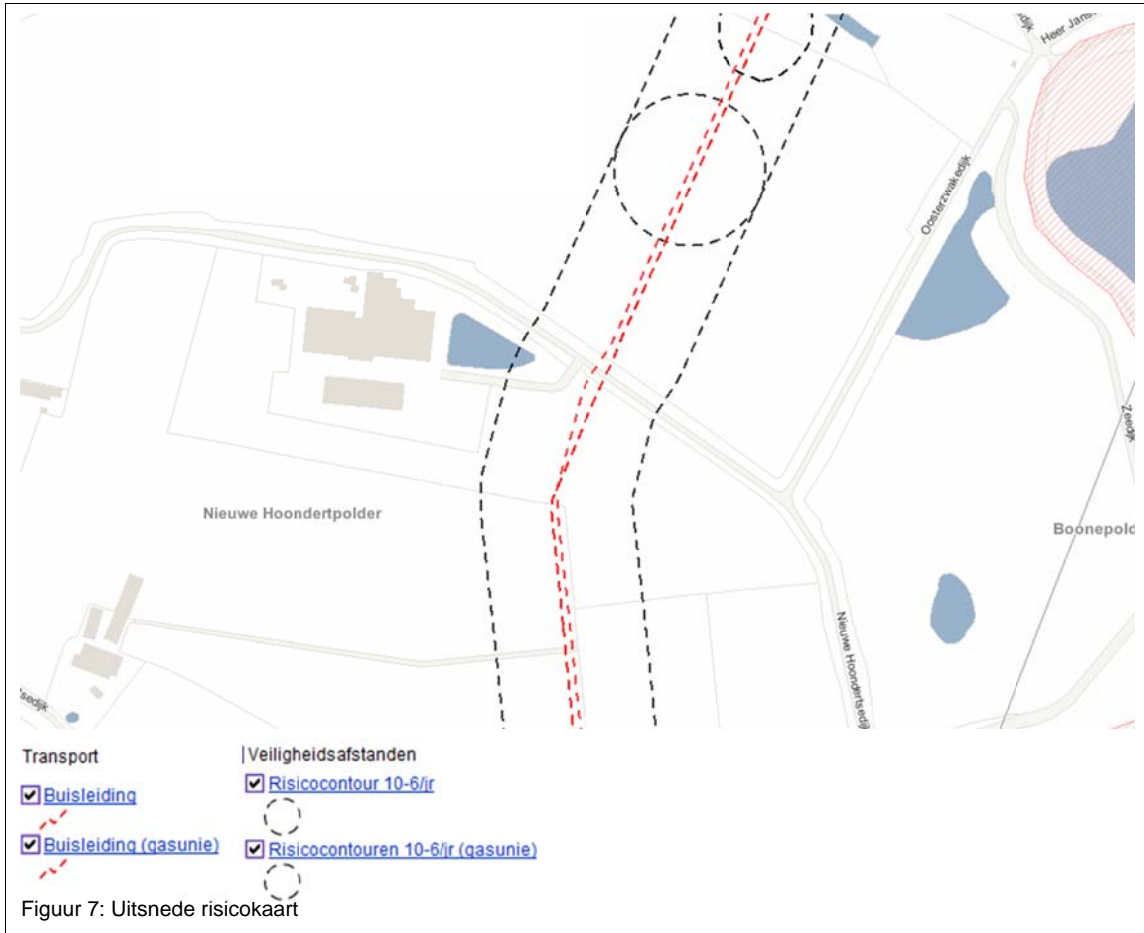 edijk
Heer Jans
Oosterzwakedijk
Zeedijk
Nieuwe Hoondertpolder
Boonepold
Nieuwe Hoondertsedijk
sedijk
Transport
Veiligheidsafstanden
Buisleiding
Risicocontour 10-6/jr
Buisleiding (gasunie)
Risicocontouren 10-6/jr (gasunie)
Figuur 7: Uitsnede risicokaart